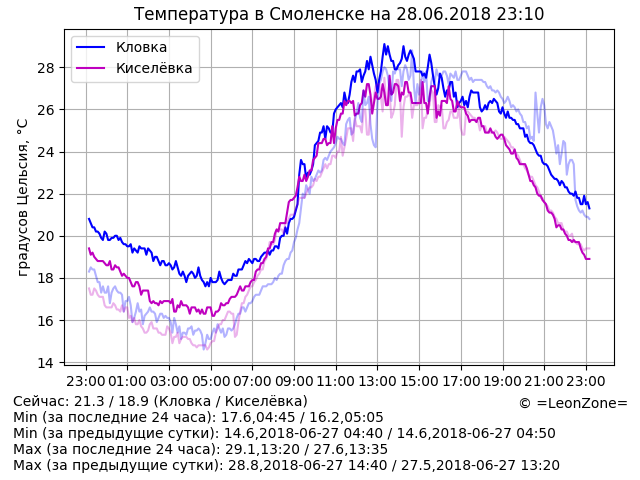 Температура в Смоленске на 28.06.2018 23:10
Кловка
Киселёвка
градусов Цельсия, °C
28
26
24
22
20
18
16
14
23:00 01:00 03:00 05:00 07:00 09:00 11:00 13:00 15:00 17:00 19:00 21:00 23:00
Сейчас: 21.3 / 18.9 (Кловка / Киселёвка)
© =LeonZone=
Min (за последние 24 часа): 17.6,04:45 / 16.2,05:05
Min (за предыдущие сутки): 14.6,2018-06-27 04:40 / 14.6,2018-06-27 04:50
Max (за последние 24 часа): 29.1,13:20 / 27.6,13:35
Max (за предыдущие сутки): 28.8,2018-06-27 14:40 / 27.5,2018-06-27 13:20